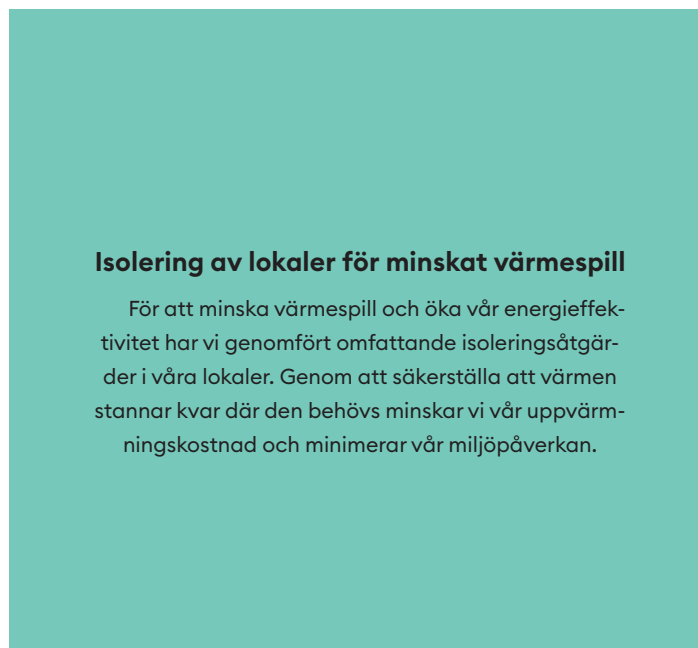 Isolering av lokaler för minskat värmespill
För att minska värmespill och öka vår energieffek-
tivitet har vi genomfört omfattande isoleringsåtgär-
der i våra lokaler. Genom att säkerställa att värmen
stannar kvar där den behövs minskar vi vår uppvärm-
ningskostnad och minimerar vår miljöpåverkan.